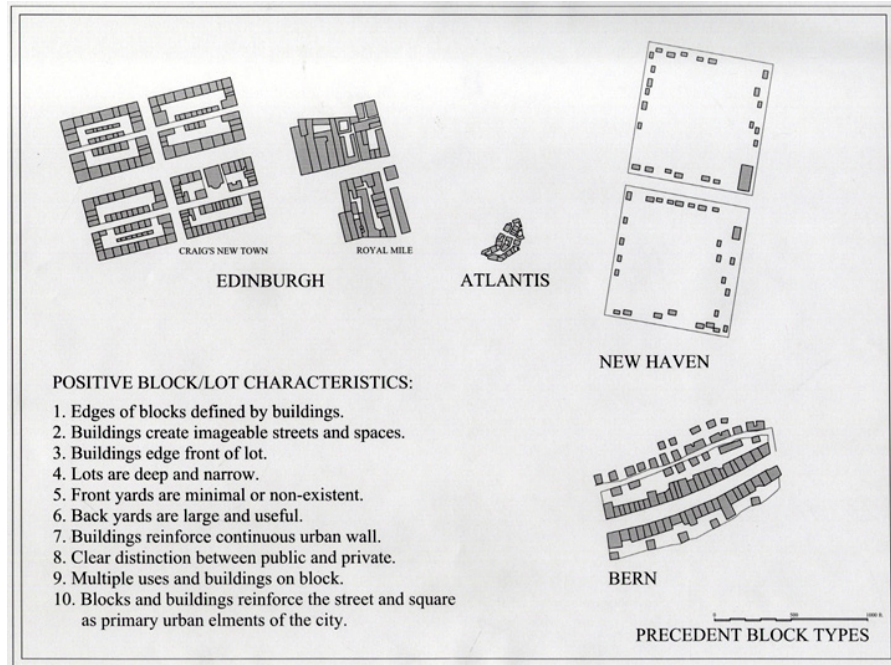 CRAIG'S NEW TOWN
ROYAL MILE
EDINBURGH
ATLANTIS
NEW HAVEN
POSITIVE BLOCK/LOT CHARACTERISTICS:
1. Edges of blocks defined by buildings.
2. Buildings create imageable streets and spaces.
3. Buildings edge front of lot.
4. Lots are deep and narrow.
5. Front yards are minimal or non-existent.
6. Back yards are large and useful.
7. Buildings reinforce continuous urban wall.
8. Clear distinction between public and private.
9. Multiple uses and buildings on block.
10. Blocks and buildings reinforce the street and square
as primary urban elments of the city.
BERN
0 500 1000 ft.
PRECEDENT BLOCK TYPES